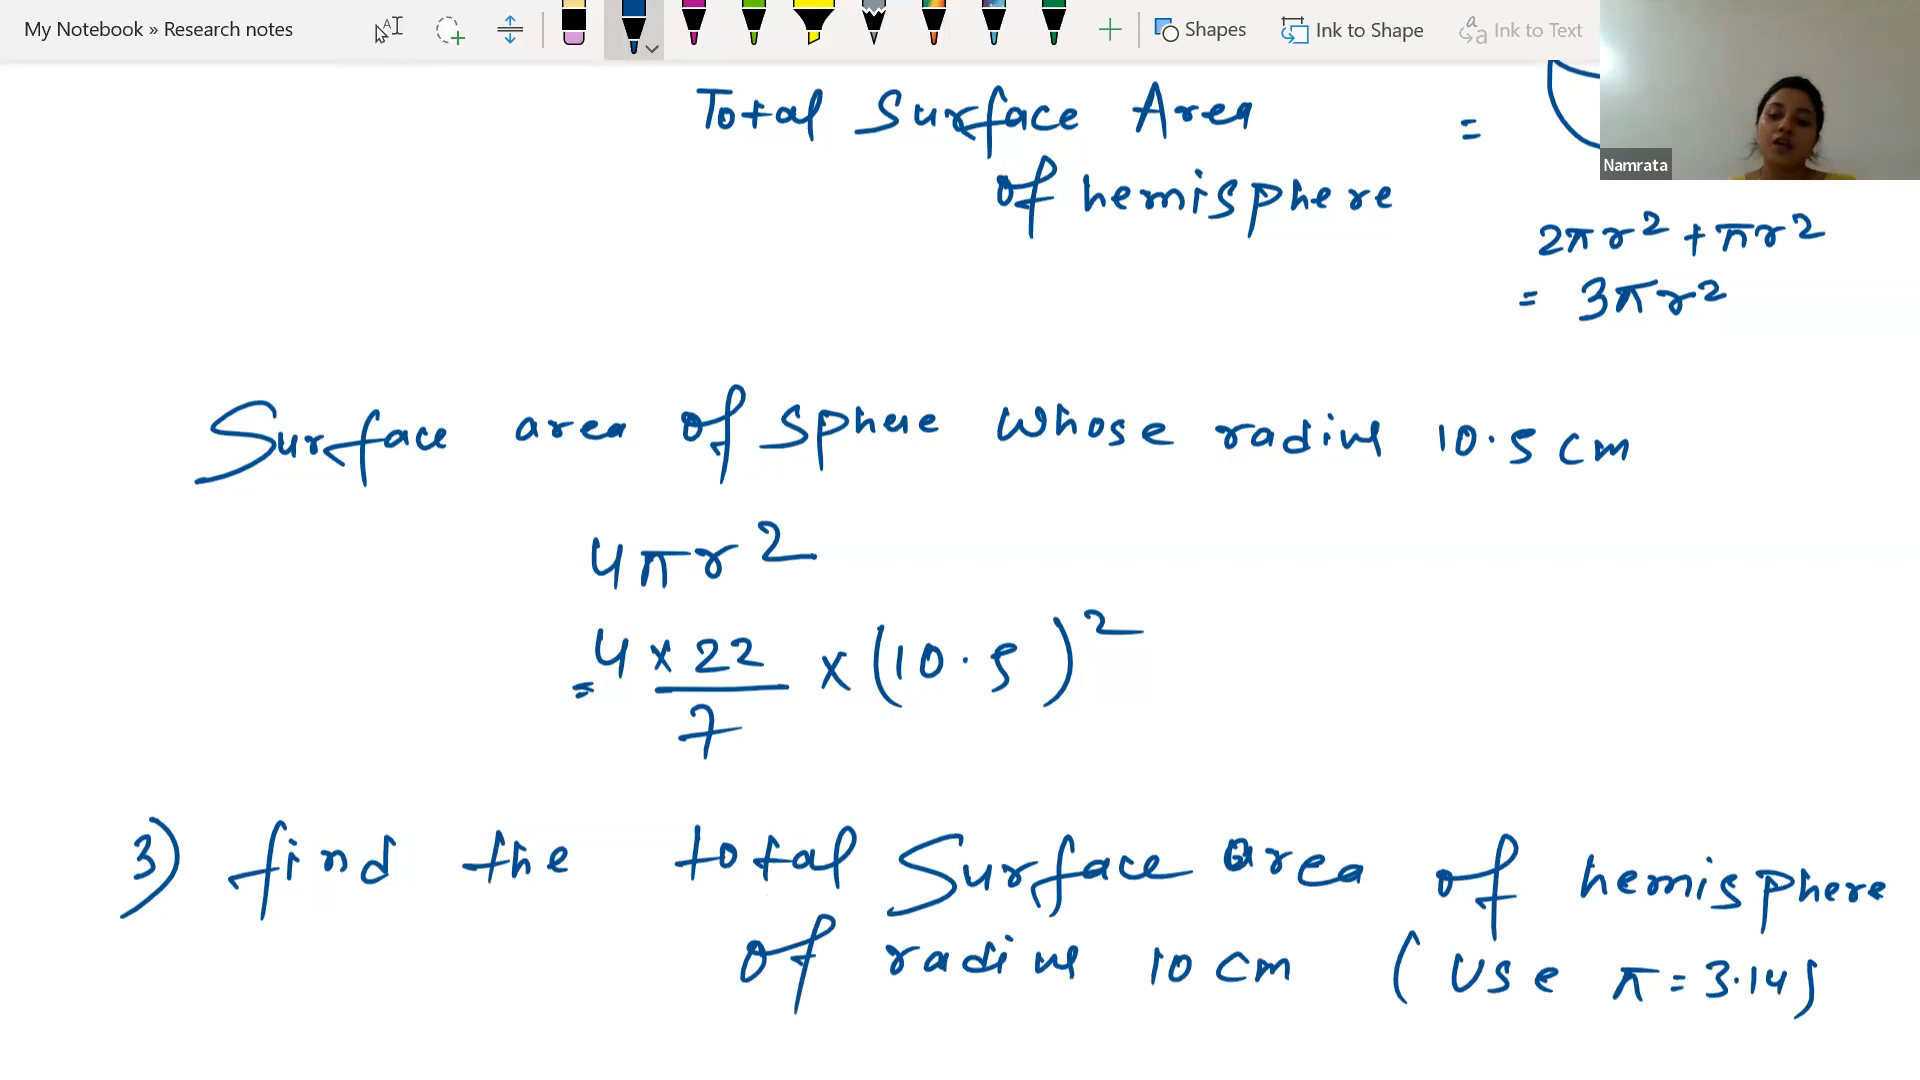 My Notebook » Research notes
Shapes
Ink to Shape
Ink to Text
Namrata
Total Surface Area
of hemisphere
=
2πr² + πr²
= 3πr²
Surface area of sphere whose radius 10.5 cm
4πr²
= 4 × 22/7 × (10.5)²
3) find the total Surface area of hemisphere
of radius 10 cm (Use π = 3.14)